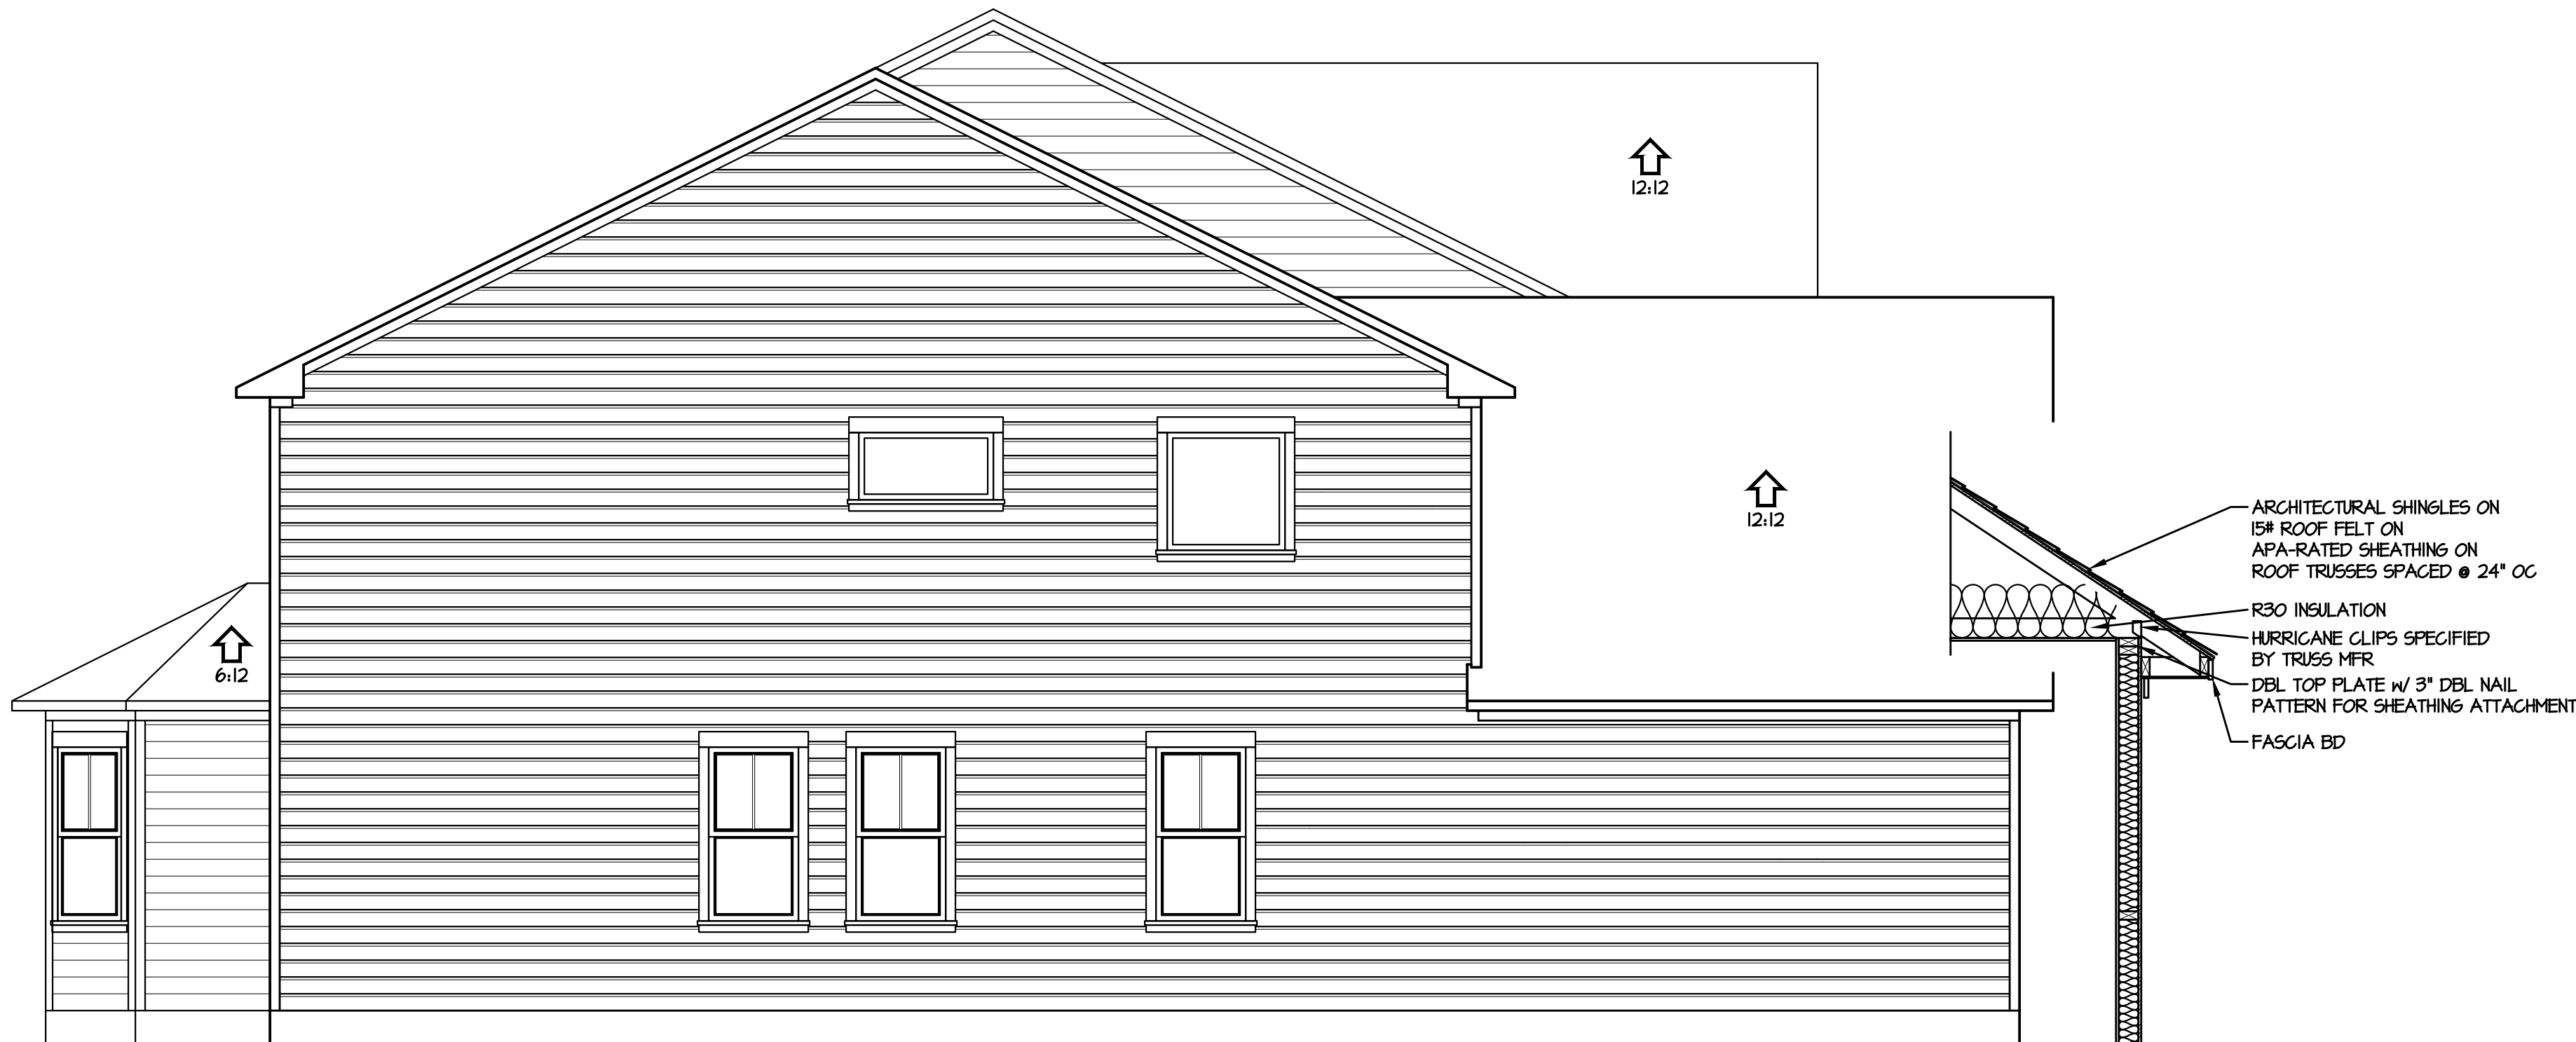 12:12
12:12
6:12
ARCHITECTURAL SHINGLES ON
15# ROOF FELT ON
APA-RATED SHEATHING ON
ROOF TRUSSES SPACED @ 24" OC
R30 INSULATION
HURRICANE CLIPS SPECIFIED
BY TRUSS MFR
DBL TOP PLATE w/ 3" DBL NAIL
PATTERN FOR SHEATHING ATTACHMENT
FASCIA BD